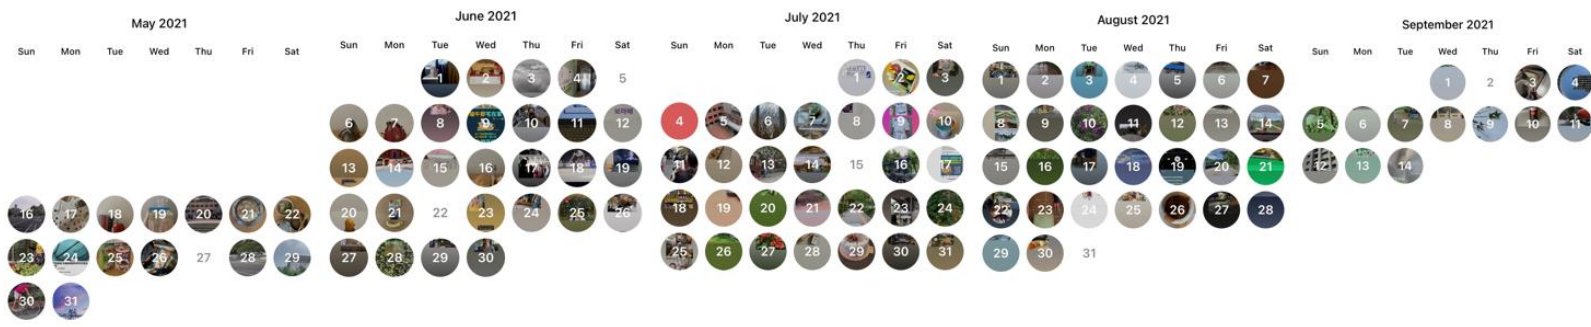 May 2021
Sun Mon Tue Wed Thu Fri Sat
16 17 18 19 20 21 22
23 24 25 26 27 28 29
30 31
June 2021
Sun Mon Tue Wed Thu Fri Sat
1 2 3 4 5
6 7 8 9 10 11 12
13 14 15 16 17 18 19
20 21 22 23 24 25 26
27 28 29 30
July 2021
Sun Mon Tue Wed Thu Fri Sat
1 2 3
4 5 6 7 8 9 10
11 12 13 14 15 16 17
18 19 20 21 22 23 24
25 26 27 28 29 30 31
August 2021
Sun Mon Tue Wed Thu Fri Sat
1 2 3 4 5 6 7
8 9 10 11 12 13 14
15 16 17 18 19 20 21
22 23 24 25 26 27 28
29 30 31
September 2021
Sun Mon Tue Wed Thu Fri Sat
1 2 3 4
5 6 7 8 9 10 11
12 13 14